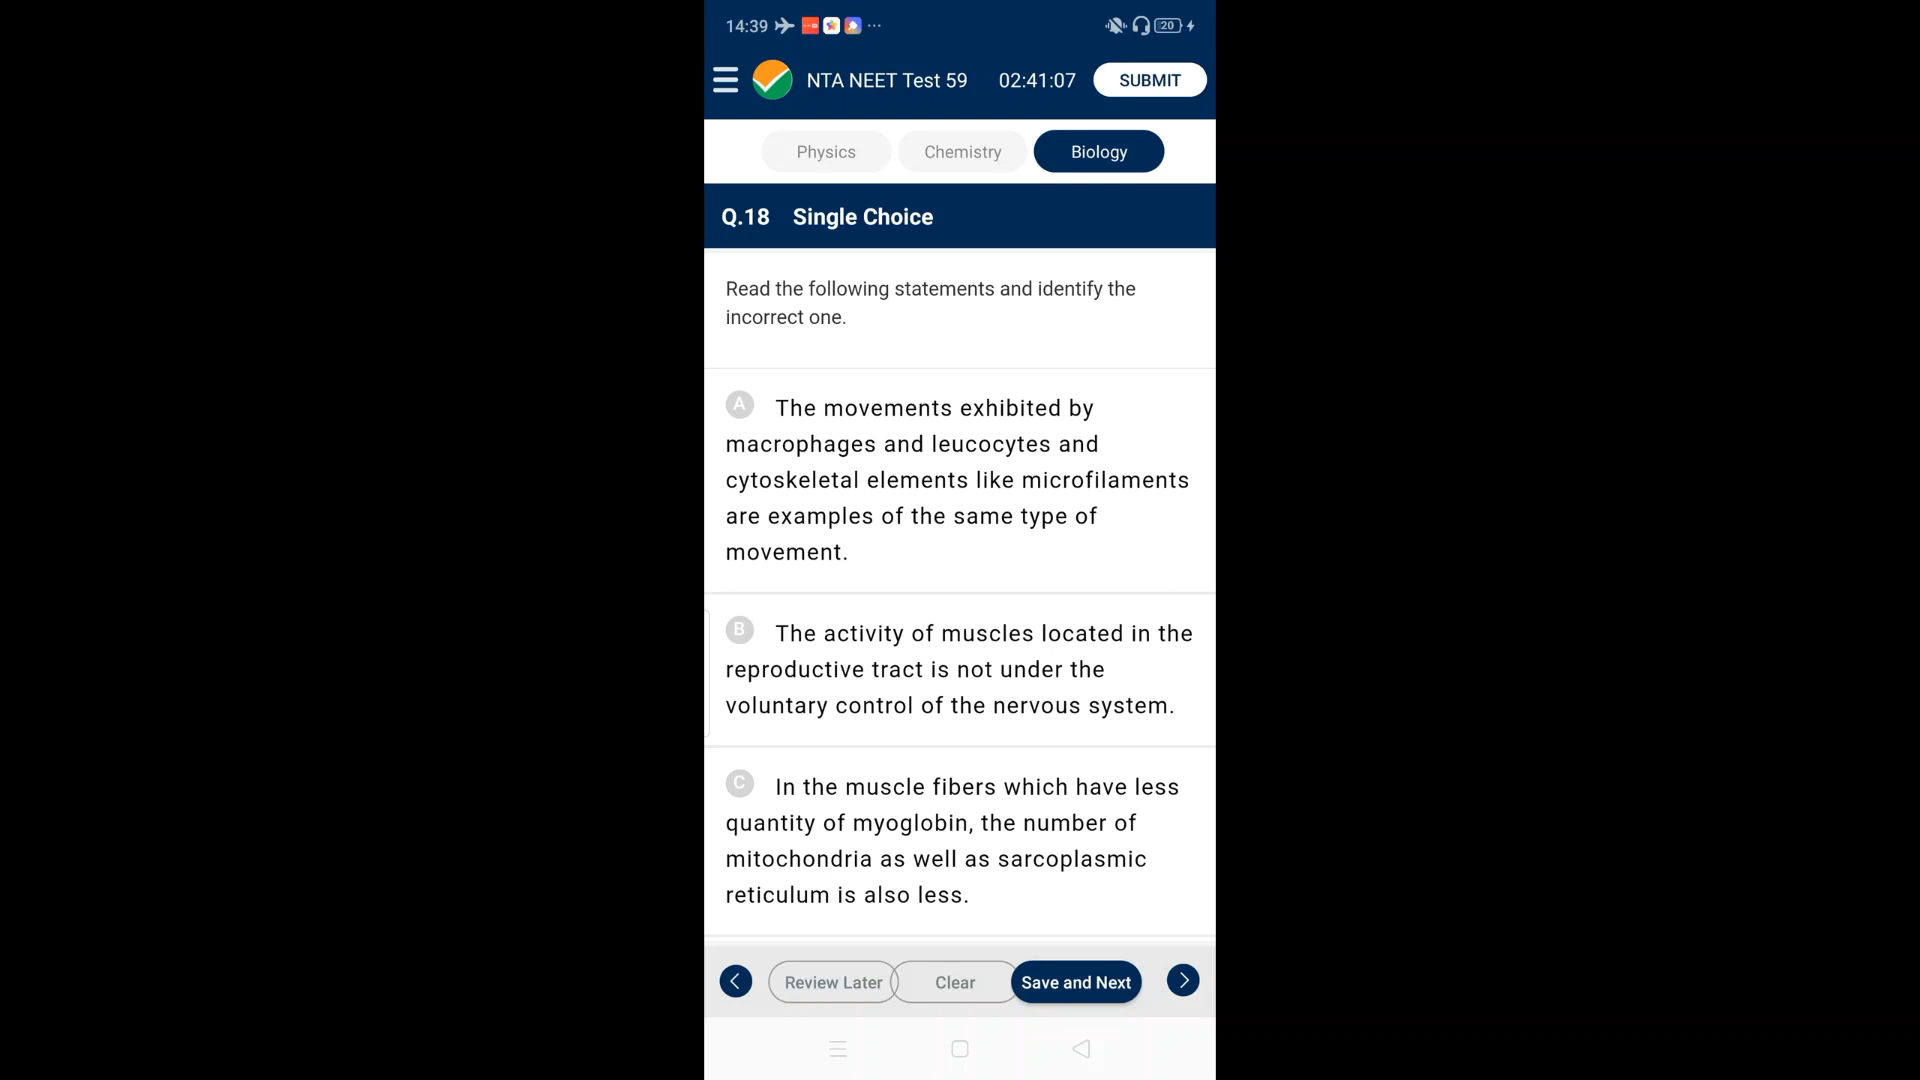 14:39 20
NTA NEET Test 59 02:41:07 SUBMIT
Physics Chemistry Biology
Q.18 Single Choice
Read the following statements and identify the
incorrect one.
A The movements exhibited by
macrophages and leucocytes and
cytoskeletal elements like microfilaments
are examples of the same type of
movement.
B The activity of muscles located in the
reproductive tract is not under the
voluntary control of the nervous system.
C In the muscle fibers which have less
quantity of myoglobin, the number of
mitochondria as well as sarcoplasmic
reticulum is also less.
Review Later Clear Save and Next